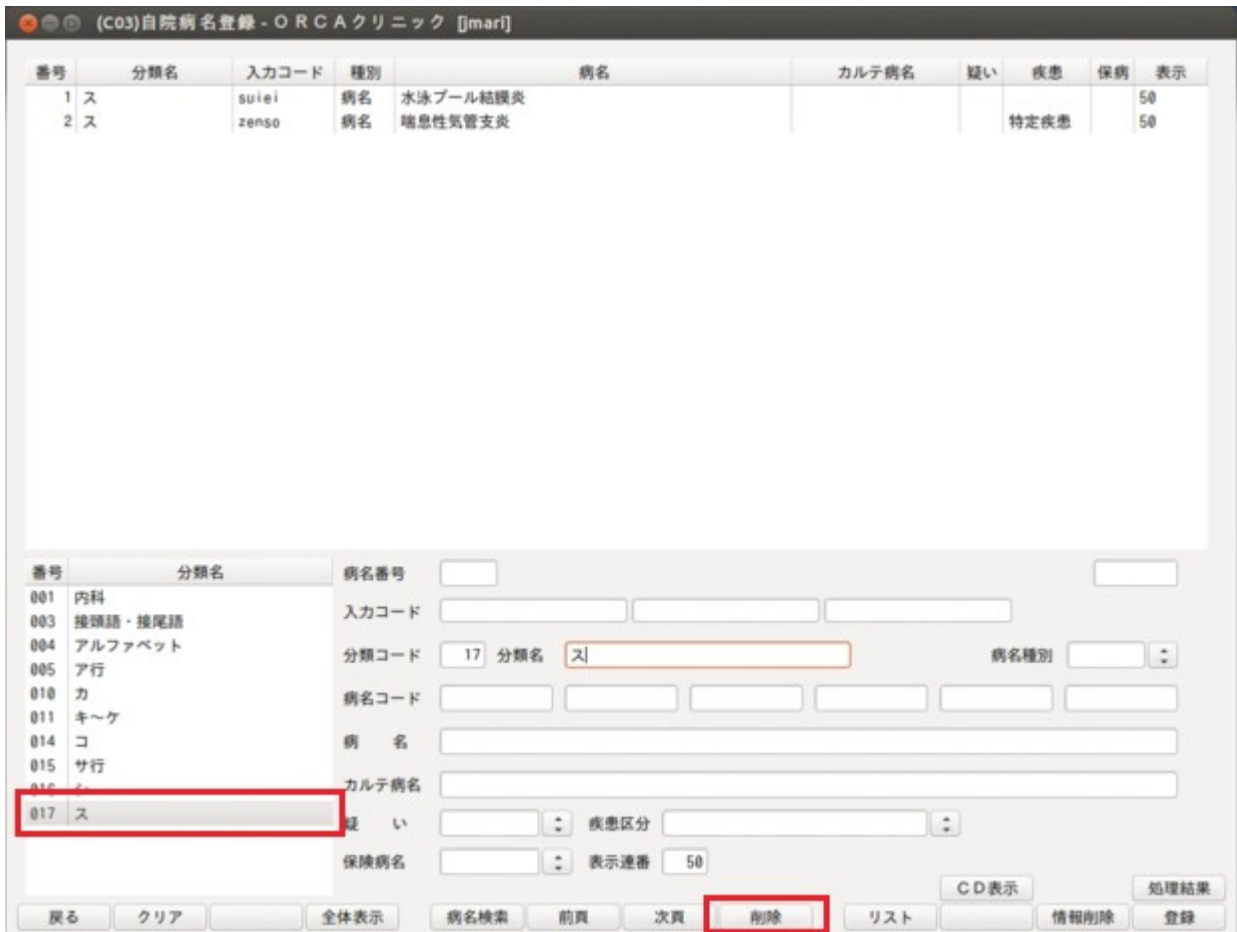 (C03)自院病名登録 - ＯＲＣＡクリニック [jmari]
番号 分類名 入力コード 種別 病名 カルテ病名 疑い 疾患 保病 表示
1 ス suiei 病名 水泳プール結膜炎 50
2 ス zenso 病名 喘息性気管支炎 特定疾患 50
番号 分類名
001 内科
003 接頭語・接尾語
004 アルファベット
005 ア行
010 カ
011 キ～ケ
014 コ
015 サ行
017 ス
病名番号
入力コード
分類コード 17 分類名 ス 病名種別
病名コード
病　名
カルテ病名
疑　い 疾患区分
保険病名 表示連番 50
ＣＤ表示 処理結果
戻る クリア 全体表示 病名検索 前頁 次頁 削除 リスト 情報削除 登録